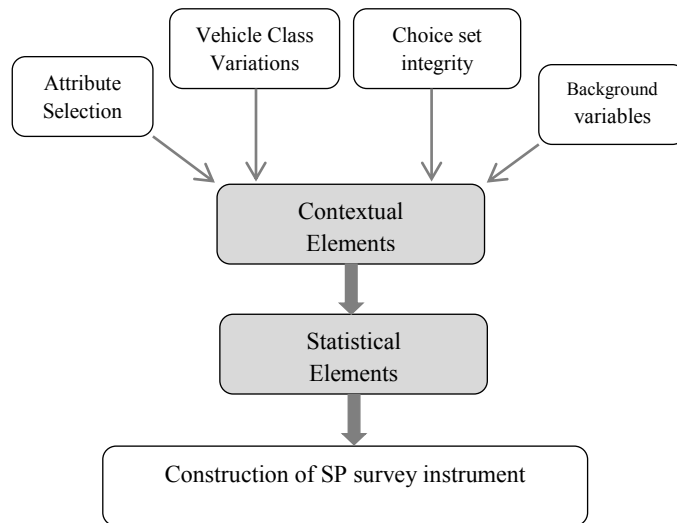 Attribute
Selection
Vehicle Class
Variations
Choice set
integrity
Background
variables
Contextual
Elements
Statistical
Elements
Construction of SP survey instrument